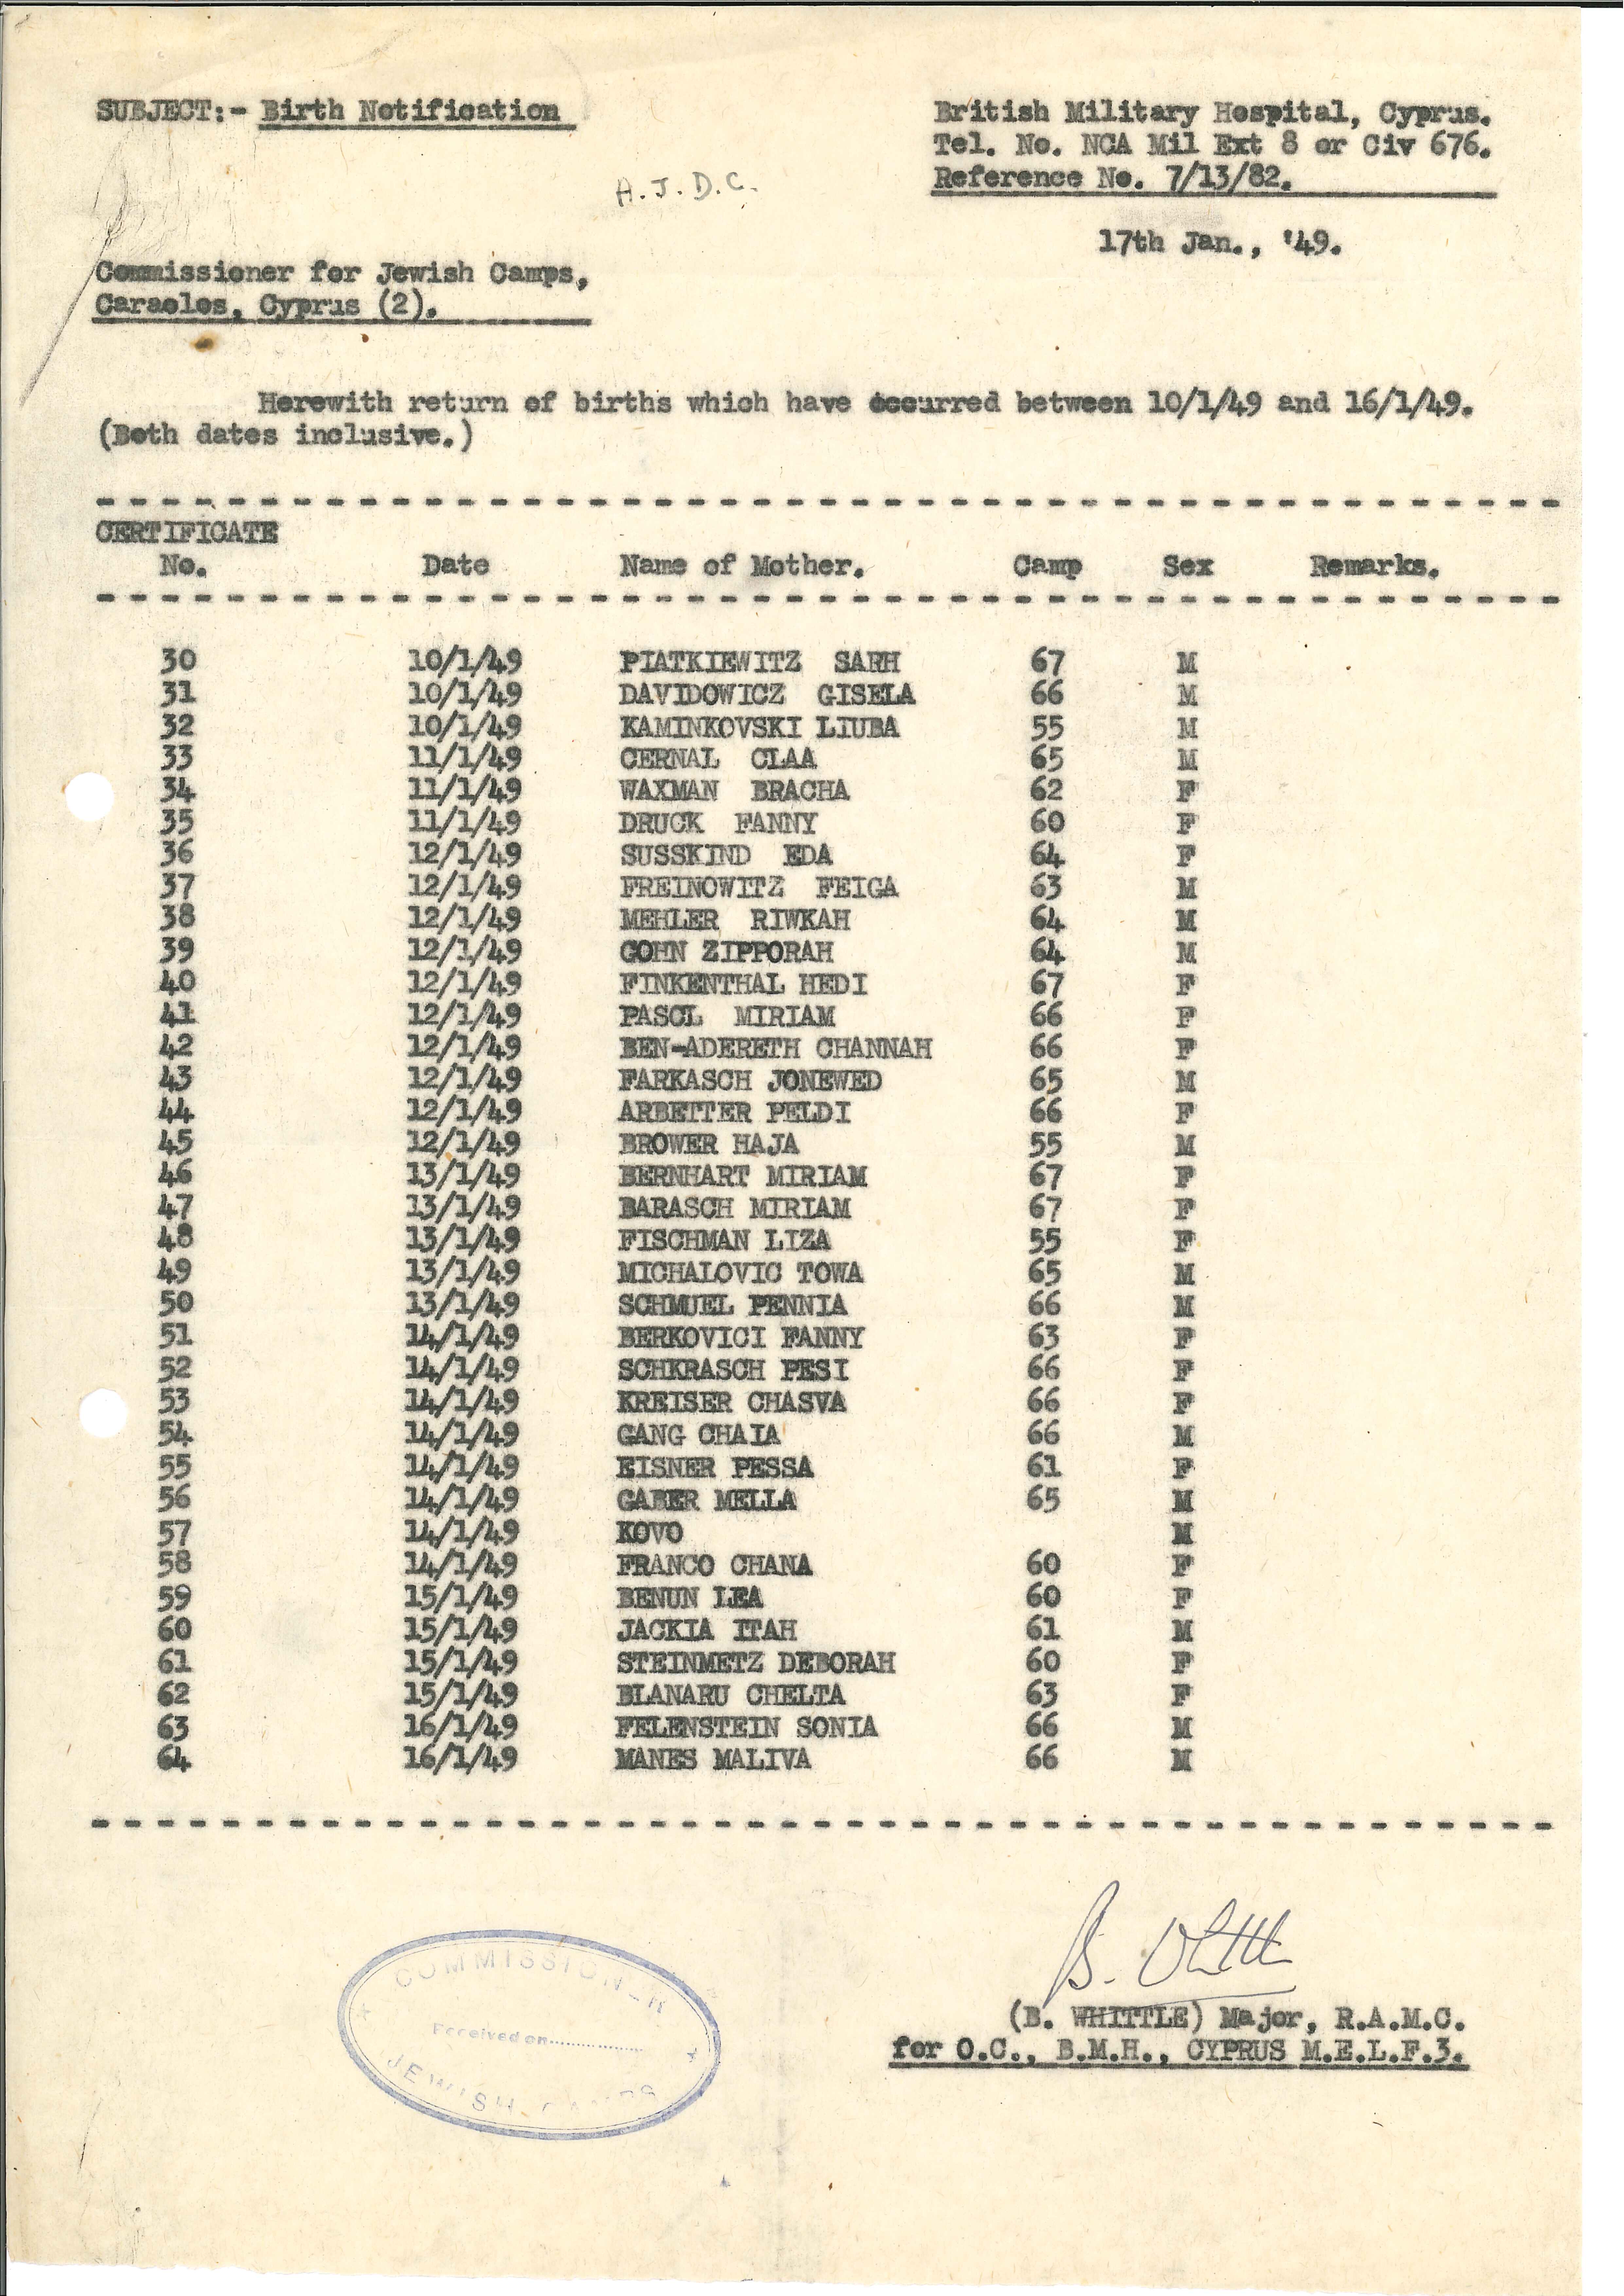 SUBJECT:- Birth Notification
British Military Hospital, Cyprus.
Tel. No. NCA Mil Ext 8 or Civ 676.
Reference No. 7/13/82.
A.J.D.C.
17th Jan., '49.
Commissioner for Jewish Camps,
Caraolos, Cyprus (2).
Herewith return of births which have occurred between 10/1/49 and 16/1/49.
(Both dates inclusive.)
CERTIFICATE
No. Date Name of Mother. Camp Sex Remarks.
30 10/1/49 PIATKIEWITZ SARH 67 M
31 10/1/49 DAVIDOWICZ GISELA 66 M
32 10/1/49 KAMINKOVSKI LIUBA 55 M
33 11/1/49 CERNAL CLAA 65 M
34 11/1/49 WAXMAN BRACHA 62 F
35 11/1/49 DRUCK FANNY 60 F
36 12/1/49 SUSSKIND EDA 64 F
37 12/1/49 FREINOWITZ FEIGA 63 M
38 12/1/49 MEHLER RIWKAH 64 M
39 12/1/49 GOHN ZIPPORAH 64 M
40 12/1/49 FINKENTHAL HEDI 67 F
41 12/1/49 PASCL MIRIAM 66 F
42 12/1/49 BEN-ADERETH CHANNAH 66 F
43 12/1/49 FARKASCH JONEWED 65 M
44 12/1/49 ARBEITER PELDI 66 F
45 12/1/49 BROWER HAJA 55 M
46 13/1/49 BERNHART MIRIAM 67 F
47 13/1/49 BARASCH MIRIAM 67 F
48 13/1/49 FISCHMAN LIZA 55 F
49 13/1/49 MICHALOVIC TOWA 65 M
50 13/1/49 SCHMUEL PENNIA 66 M
51 14/1/49 BERKOVICI FANNY 63 F
52 14/1/49 SCHKRASCH PESI 66 F
53 14/1/49 KREISER CHASVA 66 F
54 14/1/49 GANG CHAIA 66 M
55 14/1/49 EISNER PESSA 61 F
56 14/1/49 GABER MELLA 65 M
57 14/1/49 KOVO M
58 14/1/49 FRANCO CHANA 60 F
59 15/1/49 BENUN LEA 60 F
60 15/1/49 JACKIA ITAH 61 M
61 15/1/49 STEINMETZ DEBORAH 60 F
62 15/1/49 BLANARU CHELTA 63 F
63 16/1/49 FELENSTEIN SONIA 66 M
64 16/1/49 MANES MALIVA 66 M
B. Whittle
(B. WHITTLE) Major, R.A.M.C.
for O.C., B.M.H., CYPRUS M.E.L.F.3.
COMMISSIONER
Received on
JEWISH CAMPS